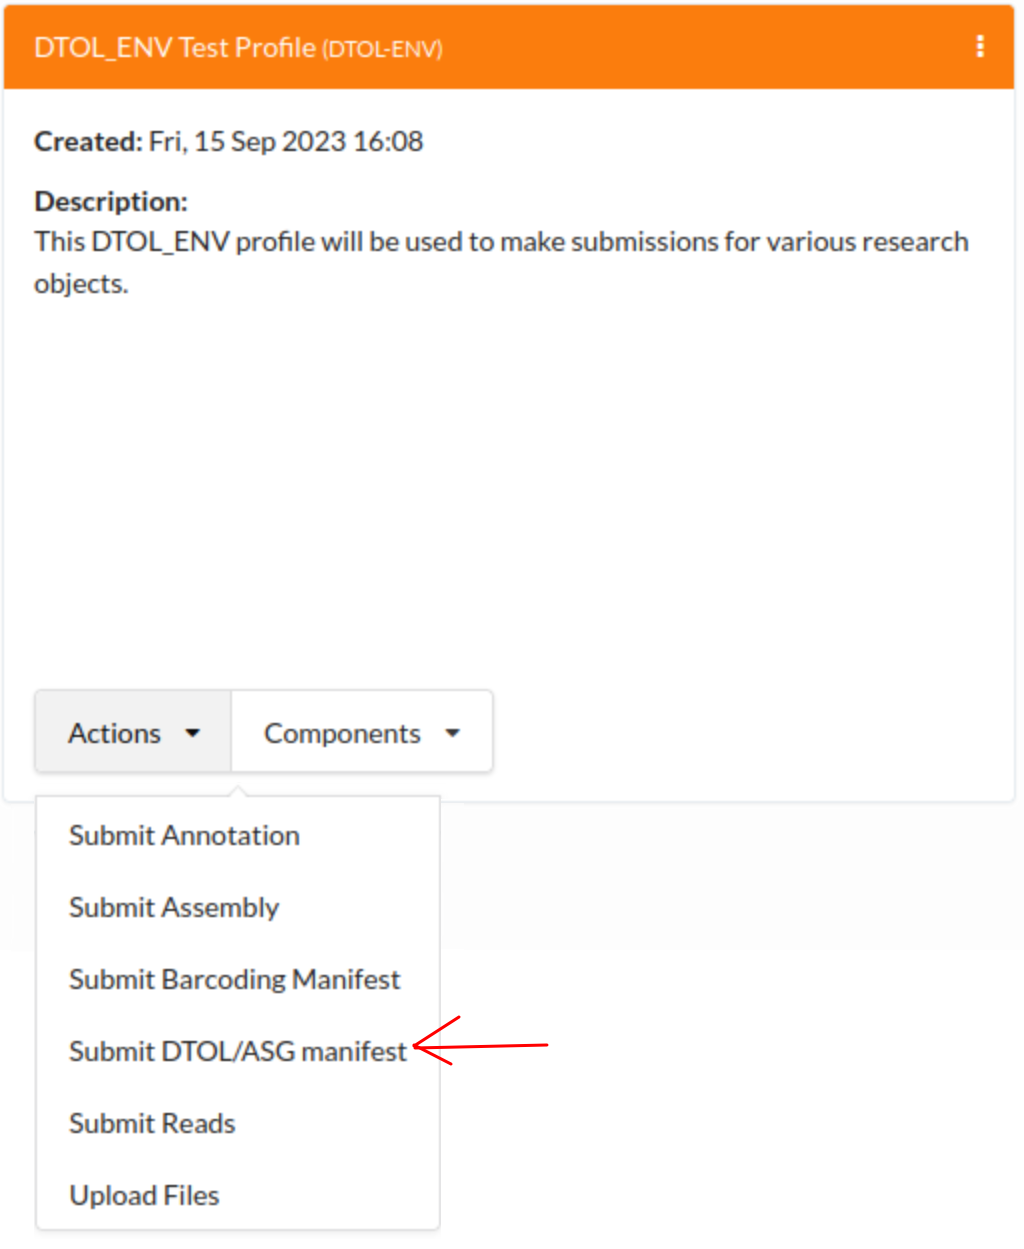 DTOL_ENV Test Profile (DTOL-ENV)
Created: Fri, 15 Sep 2023 16:08
Description:
This DTOL_ENV profile will be used to make submissions for various research
objects.
Actions Components
Submit Annotation
Submit Assembly
Submit Barcoding Manifest
Submit DTOL/ASG manifest
Submit Reads
Upload Files